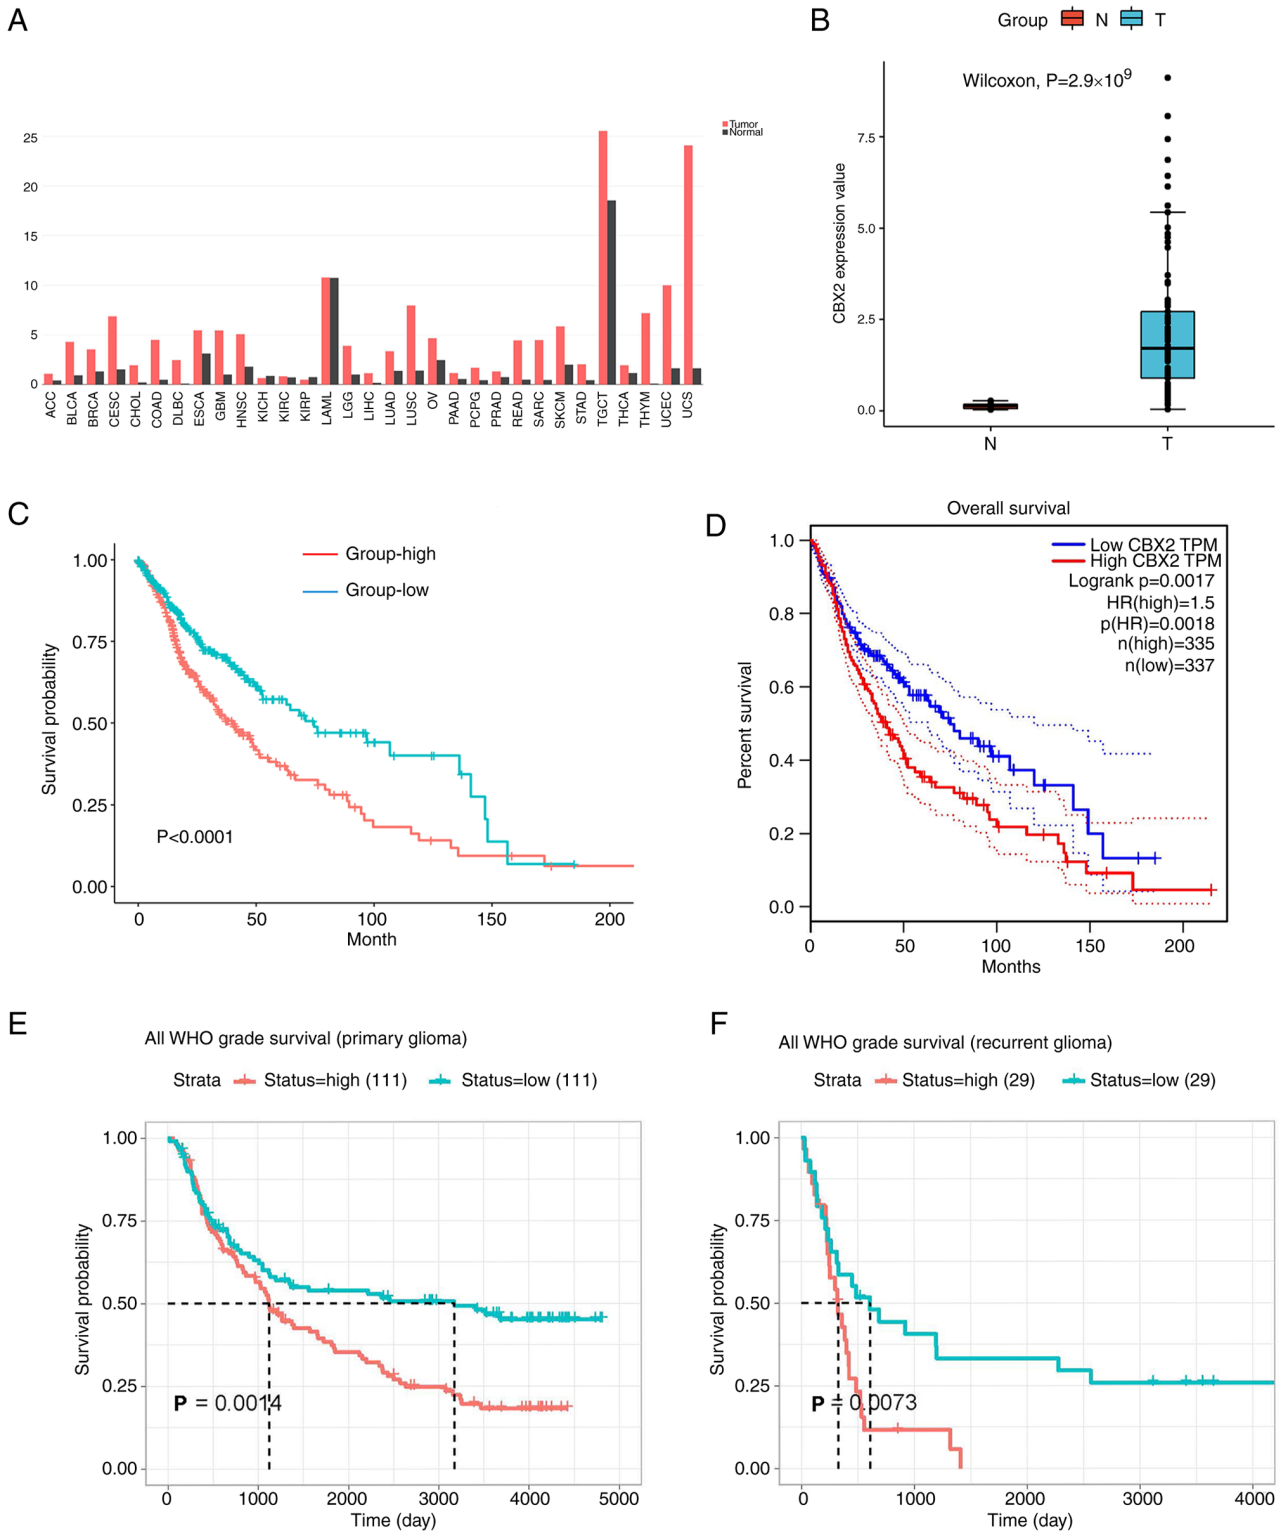 A
Tumor
Normal
25
20
15
10
5
0
ACC
BLCA
BRCA
CESC
CHOL
COAD
DLBC
ESCA
GBM
HNSC
KICH
KIRC
KIRP
LAML
LGG
LIHC
LUAD
LUSC
OV
PAAD
PCPG
PRAD
READ
SARC
SKCM
STAD
TGCT
THCA
THYM
UCEC
UCS
B
Group N T
Wilcoxon, P=2.9×10⁹
CBX2 expression value
7.5
5.0
2.5
0.0
N T
C
Group-high
Group-low
Survival probability
1.00
0.75
0.50
0.25
0.00
P<0.0001
0 50 100 150 200
Month
D
Overall survival
Low CBX2 TPM
High CBX2 TPM
Logrank p=0.0017
HR(high)=1.5
p(HR)=0.0018
n(high)=335
n(low)=337
Percent survival
1.0
0.8
0.6
0.4
0.2
0.0
0 50 100 150 200
Months
E
All WHO grade survival (primary glioma)
Strata Status=high (111) Status=low (111)
Survival probability
1.00
0.75
0.50
0.25
0.00
P = 0.0014
0 1000 2000 3000 4000 5000
Time (day)
F
All WHO grade survival (recurrent glioma)
Strata Status=high (29) Status=low (29)
Survival probability
1.00
0.75
0.50
0.25
0.00
P = 0.0073
0 1000 2000 3000 4000
Time (day)